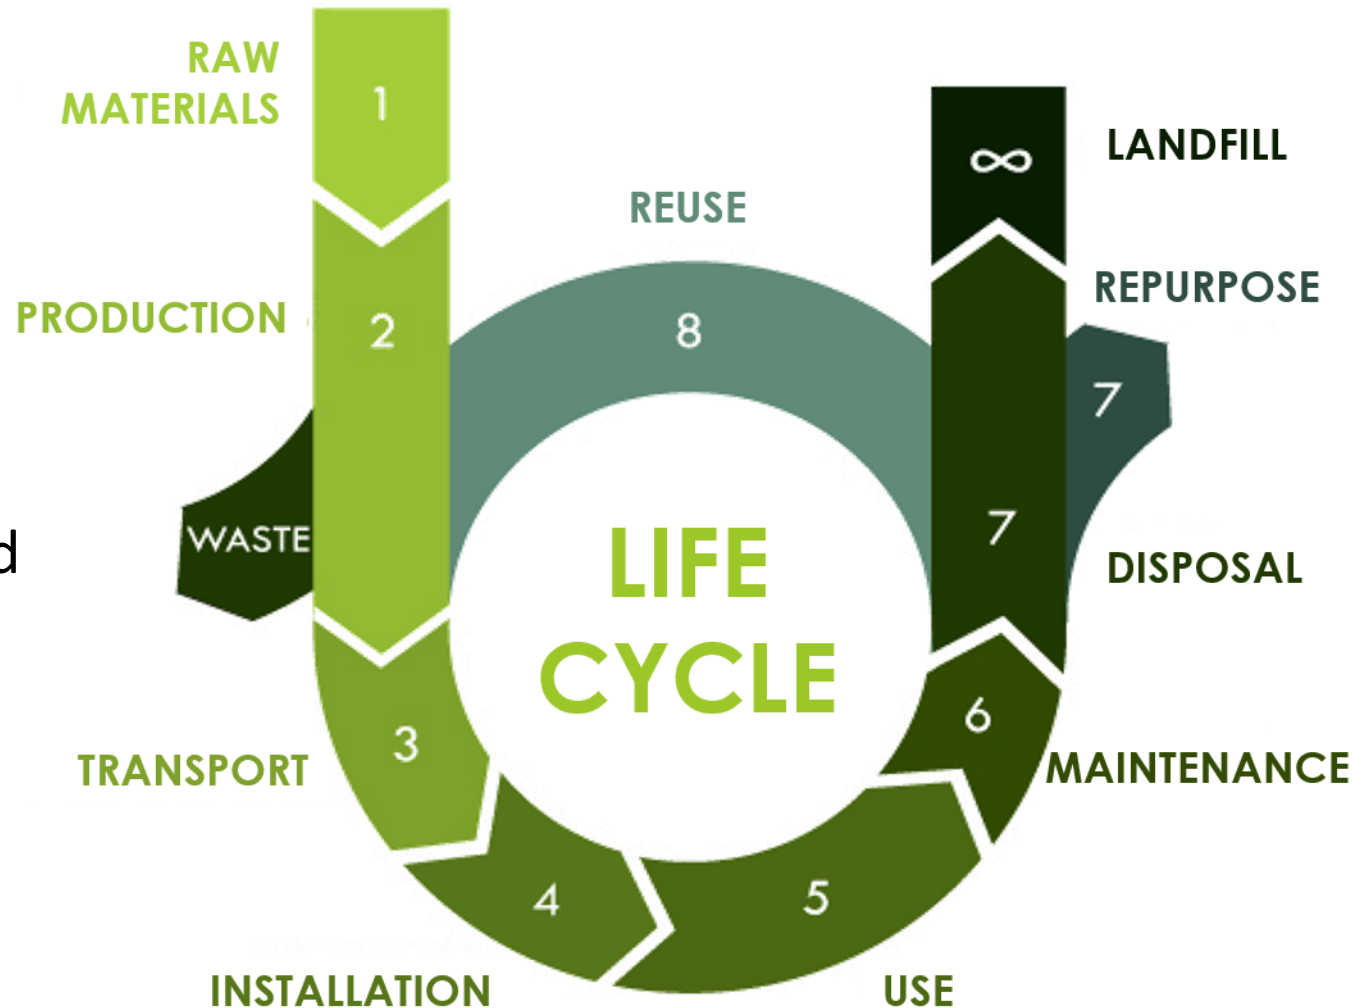 RAW
MATERIALS
1
LANDFILL
∞
REUSE
REPURPOSE
PRODUCTION
2
8
7
WASTE
d
LIFE
CYCLE
7
DISPOSAL
3
6
TRANSPORT
MAINTENANCE
4
5
INSTALLATION
USE